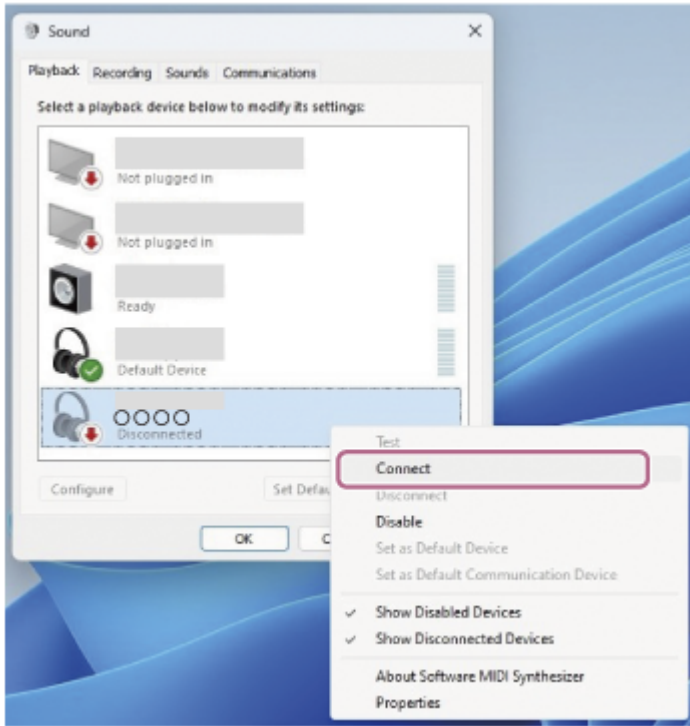 Sound
Playback Recording Sounds Communications
Select a playback device below to modify its settings:
Not plugged in
Not plugged in
Ready
Default Device
OOOO
Disconnected
Configure
Set Defau
OK
C
Test
Connect
Disconnect
Disable
Set as Default Device
Set as Default Communication Device
✓ Show Disabled Devices
✓ Show Disconnected Devices
About Software MIDI Synthesizer
Properties